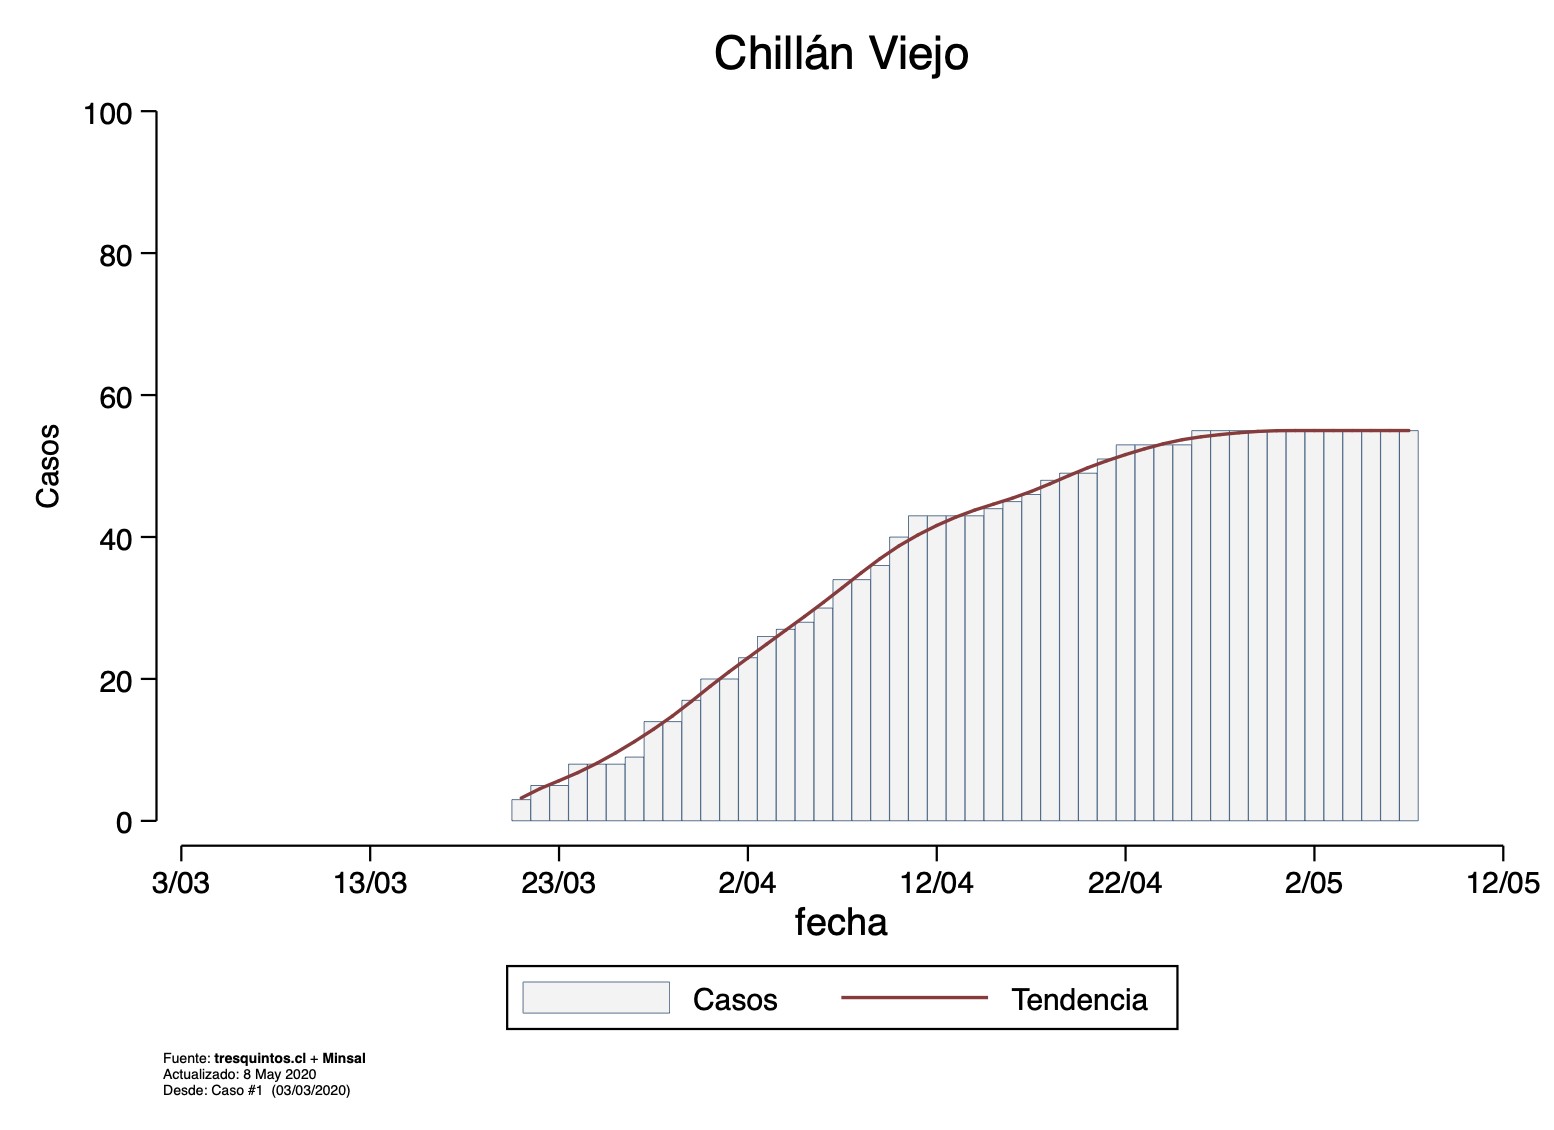 Chillán Viejo
100
80
60
40
20
0
Casos
3/03 13/03 23/03 2/04 12/04 22/04 2/05 12/05
fecha
Casos Tendencia
Fuente: tresquintos.cl + Minsal
Actualizado: 8 May 2020
Desde: Caso #1 (03/03/2020)